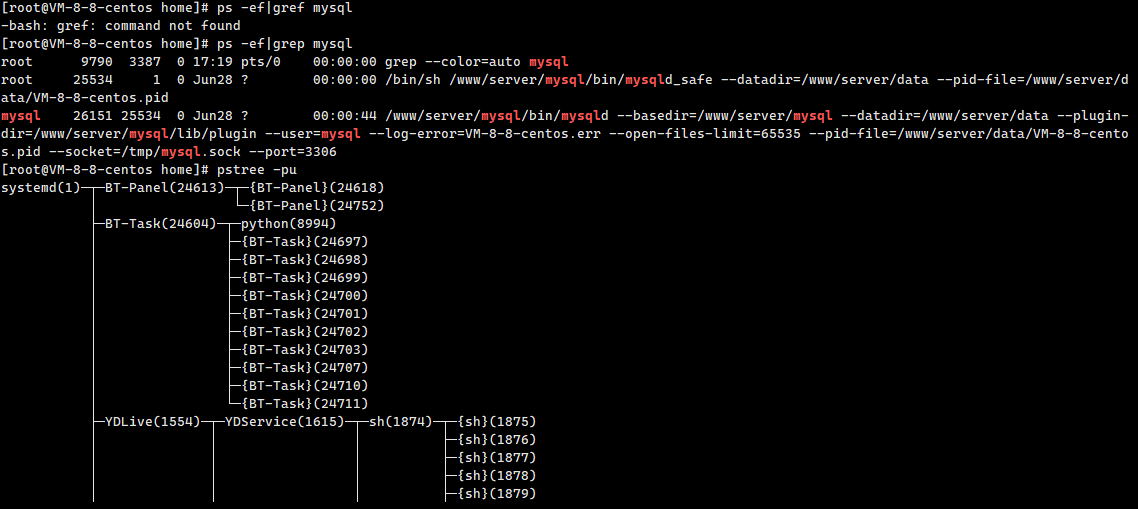 [root@VM-8-8-centos home]# ps -ef|gref mysql
-bash: gref: command not found
[root@VM-8-8-centos home]# ps -ef|grep mysql
root      9790  3387  0 17:19 pts/0    00:00:00 grep --color=auto mysql
root     25534     1  0 Jun28 ?        00:00:00 /bin/sh /www/server/mysql/bin/mysqld_safe --datadir=/www/server/data --pid-file=/www/server/d
ata/VM-8-8-centos.pid
mysql    26151 25534  0 Jun28 ?        00:00:44 /www/server/mysql/bin/mysqld --basedir=/www/server/mysql --datadir=/www/server/data --plugin-
dir=/www/server/mysql/lib/plugin --user=mysql --log-error=VM-8-8-centos.err --open-files-limit=65535 --pid-file=/www/server/data/VM-8-8-cento
s.pid --socket=/tmp/mysql.sock --port=3306
[root@VM-8-8-centos home]# pstree -pu
systemd(1)─┬─BT-Panel(24613)─┬─{BT-Panel}(24618)
           │                 └─{BT-Panel}(24752)
           ├─BT-Task(24604)─┬─python(8994)
           │                ├─{BT-Task}(24697)
           │                ├─{BT-Task}(24698)
           │                ├─{BT-Task}(24699)
           │                ├─{BT-Task}(24700)
           │                ├─{BT-Task}(24701)
           │                ├─{BT-Task}(24702)
           │                ├─{BT-Task}(24703)
           │                ├─{BT-Task}(24707)
           │                ├─{BT-Task}(24710)
           │                └─{BT-Task}(24711)
           ├─YDLive(1554)─┬─YDService(1615)─┬─sh(1874)─┬─{sh}(1875)
           │              │                 │          ├─{sh}(1876)
           │              │                 │          ├─{sh}(1877)
           │              │                 │          ├─{sh}(1878)
           │              │                 │          ├─{sh}(1879)